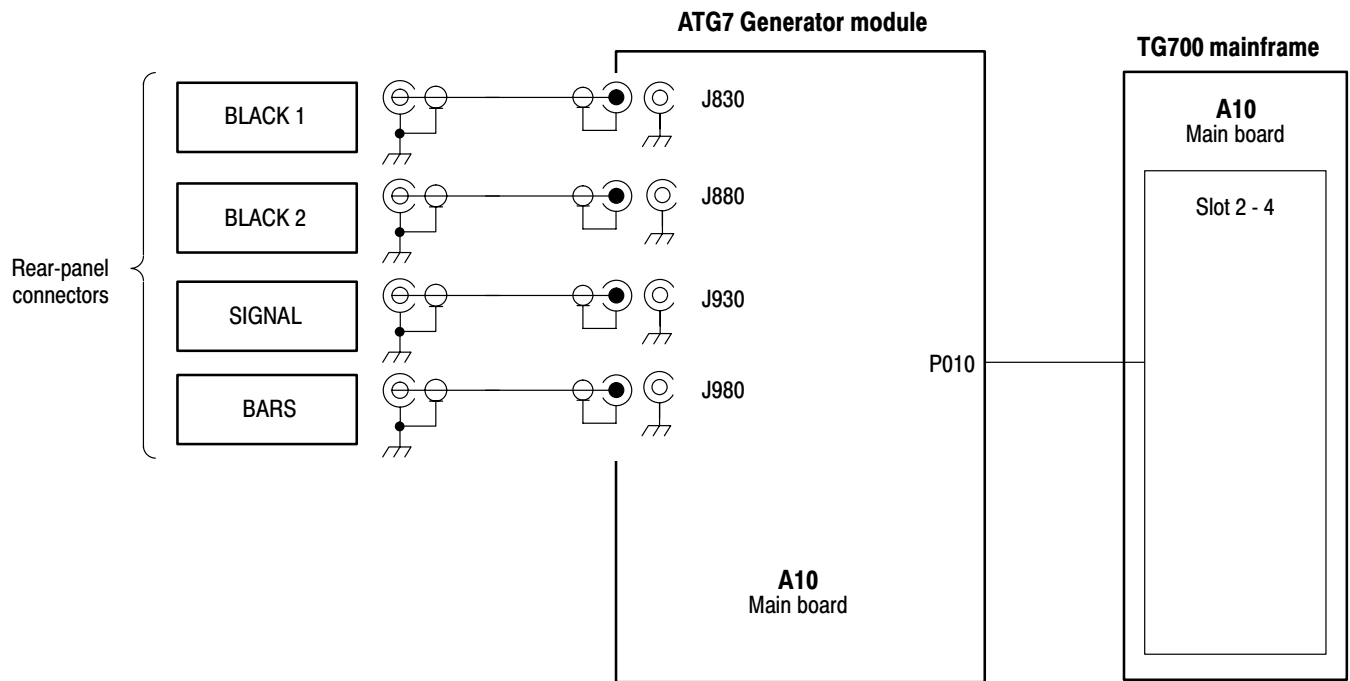 ATG7 Generator module
TG700 mainframe
Rear-panel
connectors
BLACK 1
J830
BLACK 2
J880
SIGNAL
J930
BARS
J980
P010
A10
Main board
A10
Main board
Slot 2 - 4